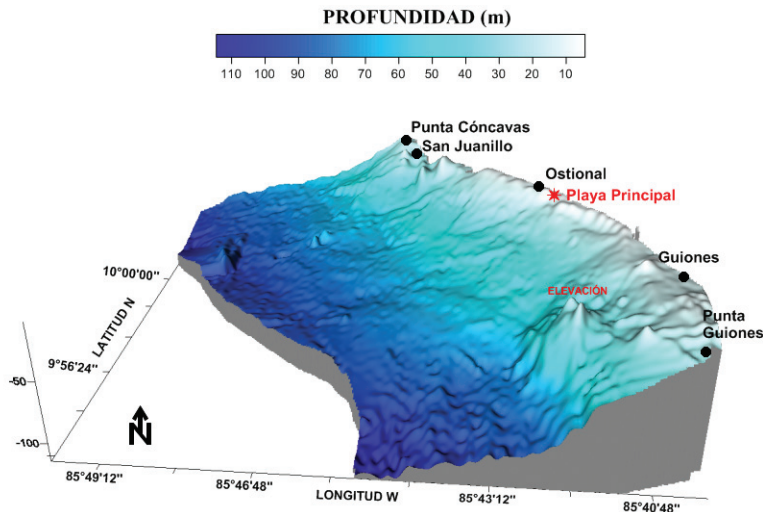 PROFUNDIDAD (m)
110 100 90 80 70 60 50 40 30 20 10
Punta Cóncavas
San Juanillo
Ostional
Playa Principal
Guiones
ELEVACIÓN
Punta
Guiones
10°00'00"
LATITUD N
9°56'24"
-50
-100
N
85°49'12"
85°46'48"
LONGITUD W
85°43'12"
85°40'48"